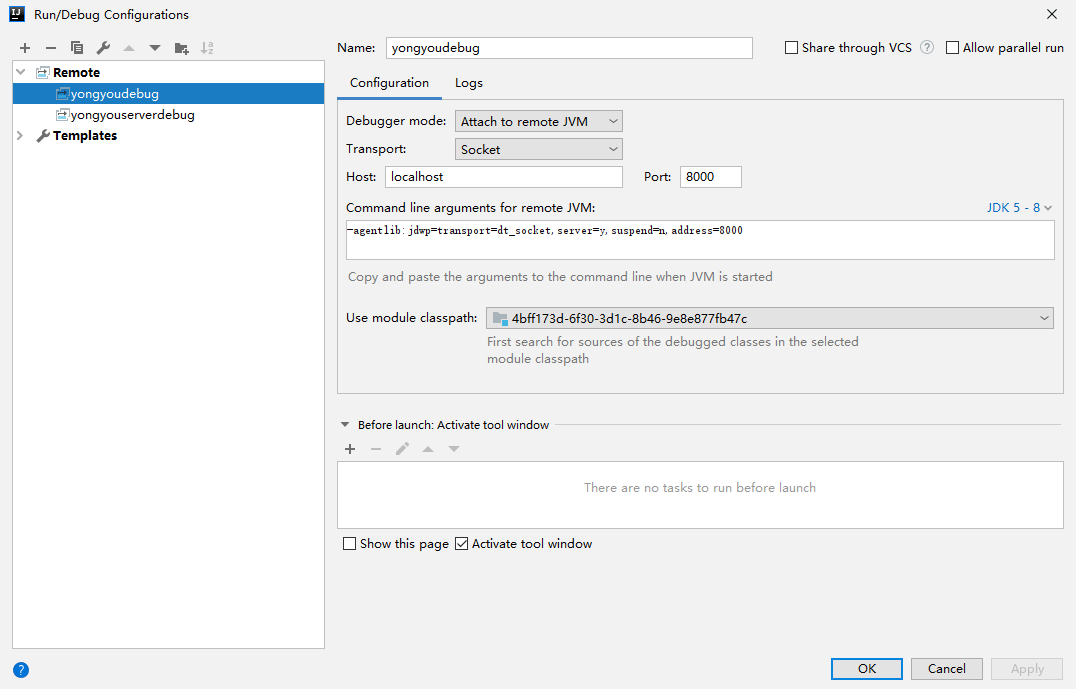 Run/Debug Configurations
Name: yongyoudebug
Share through VCS ? Allow parallel run
Remote
yongyoudebug
yongyouserverdebug
Templates
Configuration Logs
Debugger mode: Attach to remote JVM
Transport: Socket
Host: localhost Port: 8000
Command line arguments for remote JVM: JDK 5 - 8
-agentlib:jdwp=transport=dt_socket,server=y,suspend=n,address=8000
Copy and paste the arguments to the command line when JVM is started
Use module classpath: 4bff173d-6f30-3d1c-8b46-9e8e877fb47c
First search for sources of the debugged classes in the selected
module classpath
Before launch: Activate tool window
There are no tasks to run before launch
Show this page Activate tool window
? OK Cancel Apply